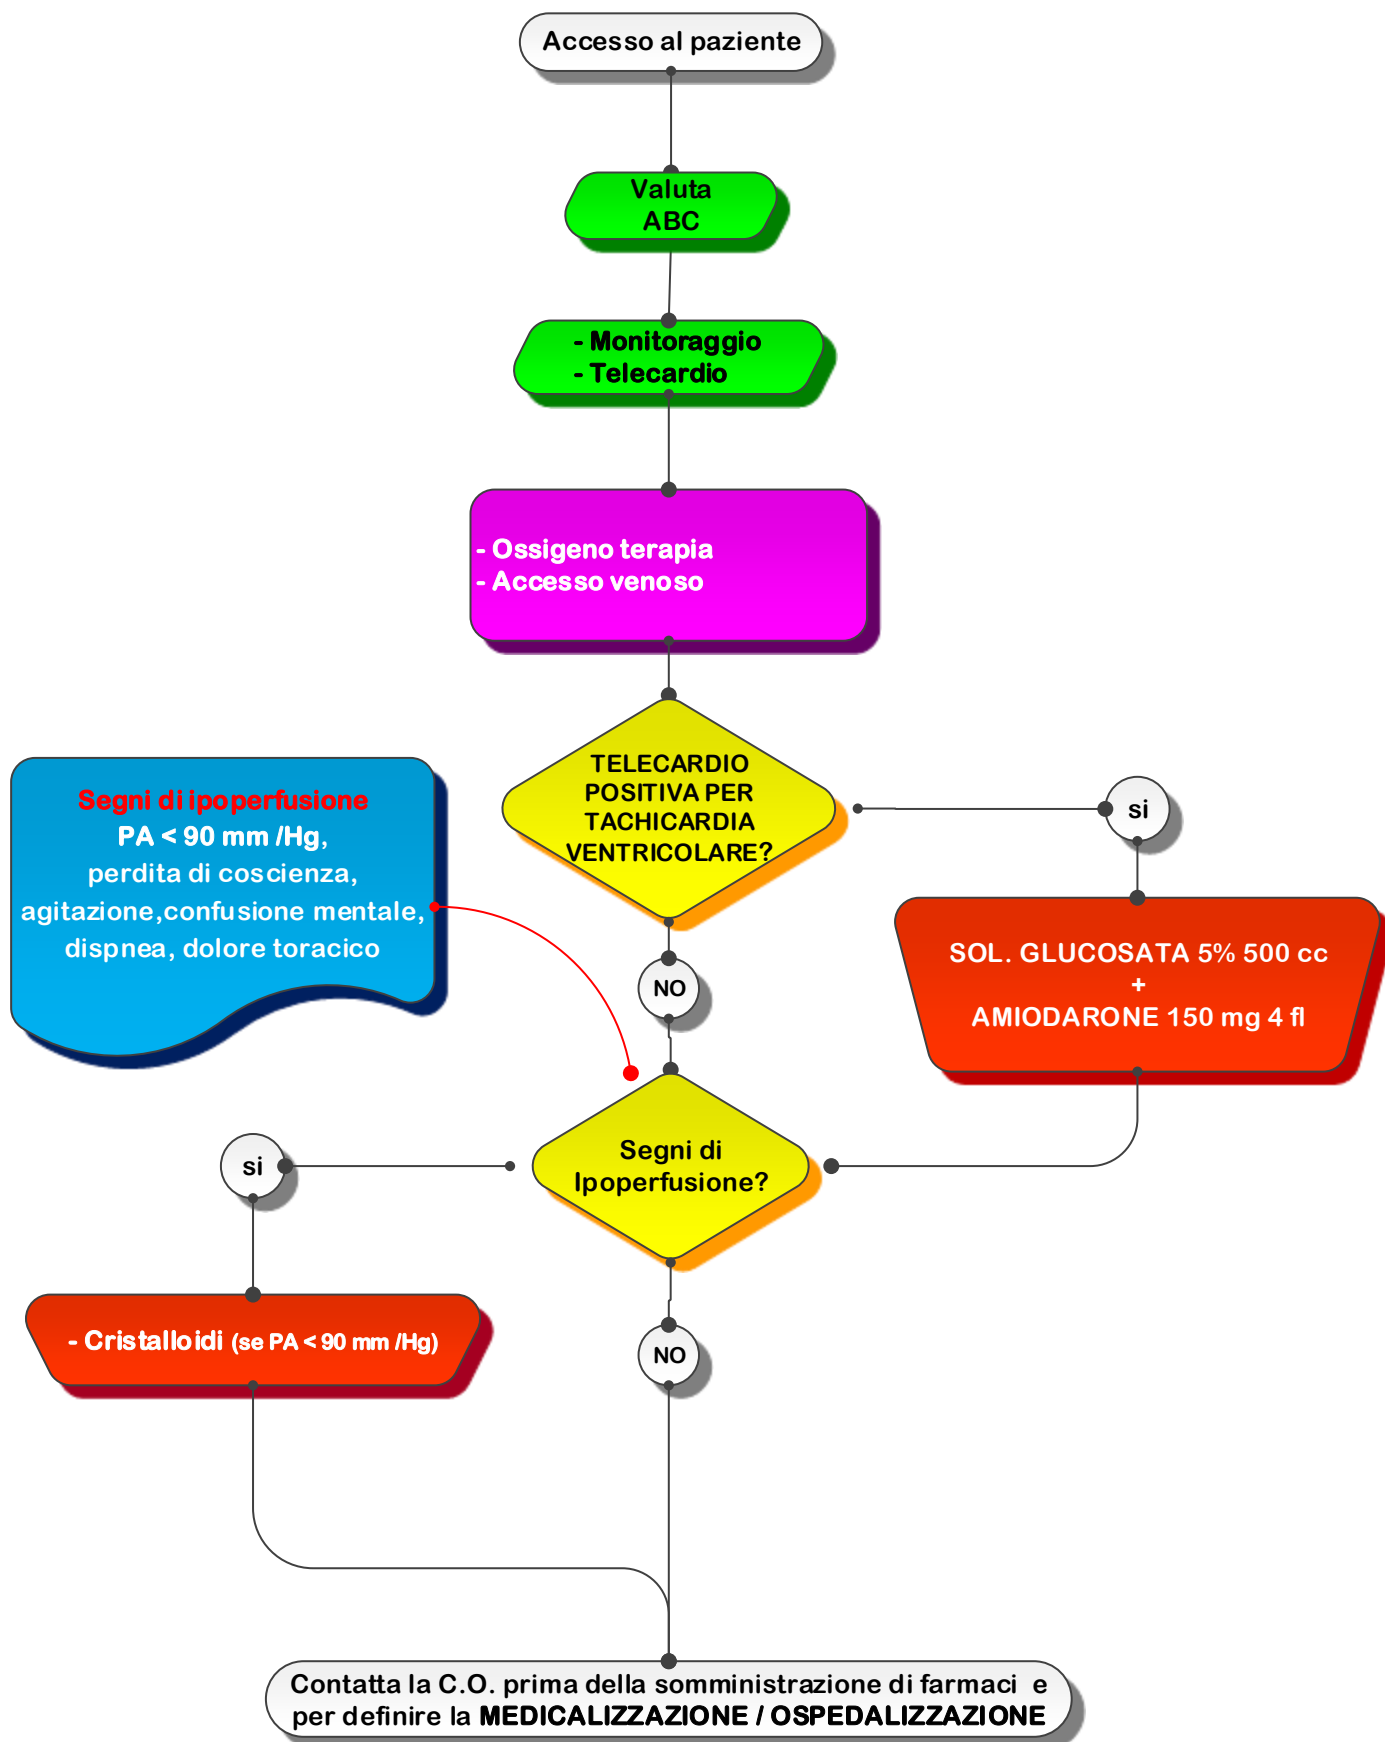 Accesso al paziente
Valuta
ABC
- Monitoraggio
- Telecardio
- Ossigeno terapia
- Accesso venoso
TELECARDIO
POSITIVA PER
TACHICARDIA
VENTRICOLARE?
si
Segni di ipoperfusione
PA < 90 mm /Hg,
perdita di coscienza,
agitazione,confusione mentale,
dispnea, dolore toracico
SOL. GLUCOSATA 5% 500 cc
+
AMIODARONE 150 mg 4 fl
NO
Segni di
Ipoperfusione?
si
- Cristalloidi (se PA < 90 mm /Hg)
NO
Contatta la C.O. prima della somministrazione di farmaci e
per definire la MEDICALIZZAZIONE / OSPEDALIZZAZIONE